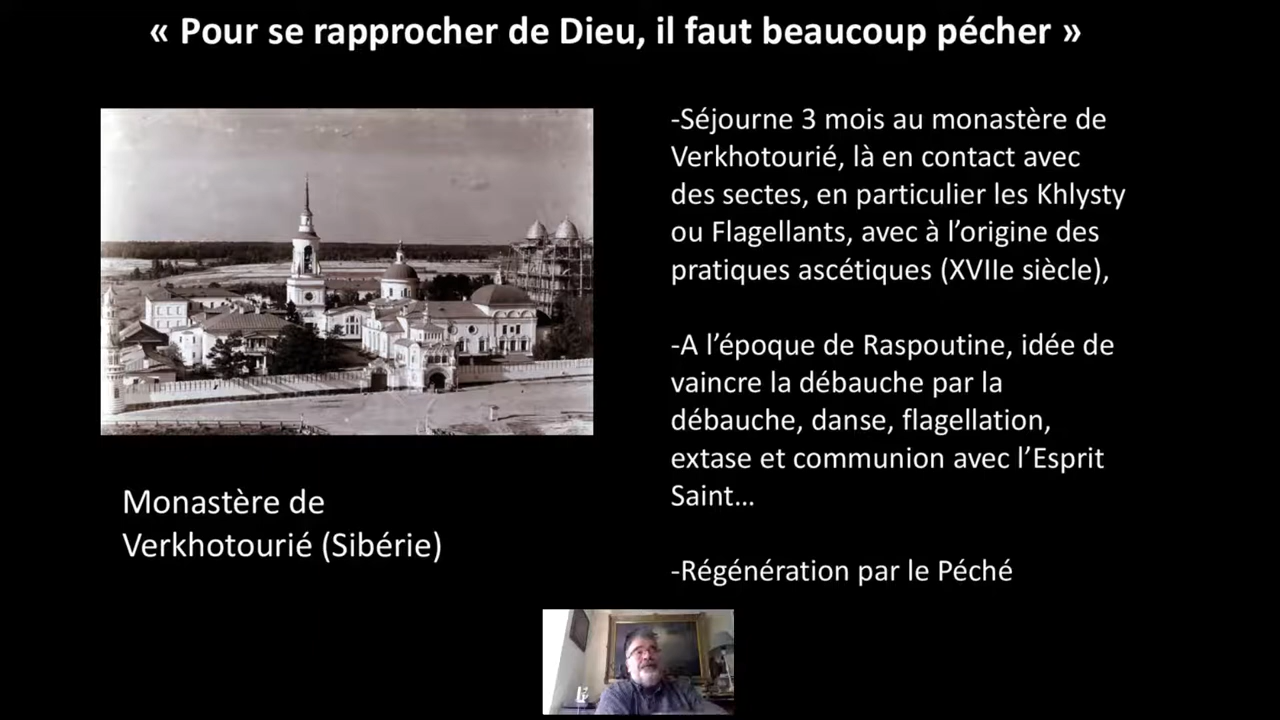 « Pour se rapprocher de Dieu, il faut beaucoup pécher »
-Séjourne 3 mois au monastère de
Verkhotourié, là en contact avec
des sectes, en particulier les Khlysty
ou Flagellants, avec à l’origine des
pratiques ascétiques (XVIIe siècle),
-A l’époque de Raspoutine, idée de
vaincre la débauche par la
débauche, danse, flagellation,
extase et communion avec l’Esprit
Saint…
-Régénération par le Péché
Monastère de
Verkhotourié (Sibérie)